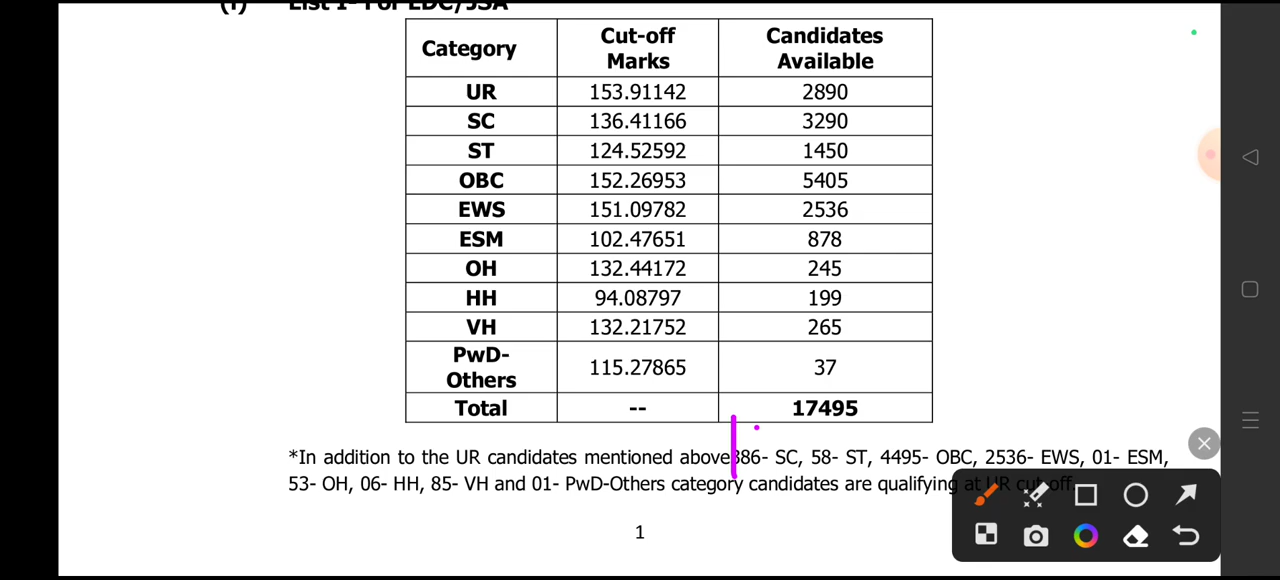 (i) List 1- For LDC/JSA
Category Cut-off Marks Candidates Available
UR 153.91142 2890
SC 136.41166 3290
ST 124.52592 1450
OBC 152.26953 5405
EWS 151.09782 2536
ESM 102.47651 878
OH 132.44172 245
HH 94.08797 199
VH 132.21752 265
PwD-Others 115.27865 37
Total -- 17495
*In addition to the UR candidates mentioned above 386- SC, 58- ST, 4495- OBC, 2536- EWS, 01- ESM,
53- OH, 06- HH, 85- VH and 01- PwD-Others category candidates are qualifying at UR cut-off.
1